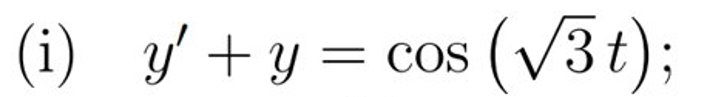 (i) y′ + y = cos (√3 t);